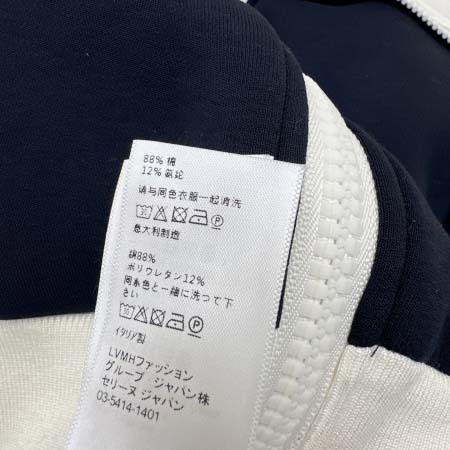 88% 棉
12% 氨纶
请与同色衣服一起清洗
意大利制造
綿88%
ポリウレタン12%
同系色と一緒に洗って下
さい
イタリア製
LVMHファッション
グループ ジャパン株
セリーヌ ジャパン
03-5414-1401